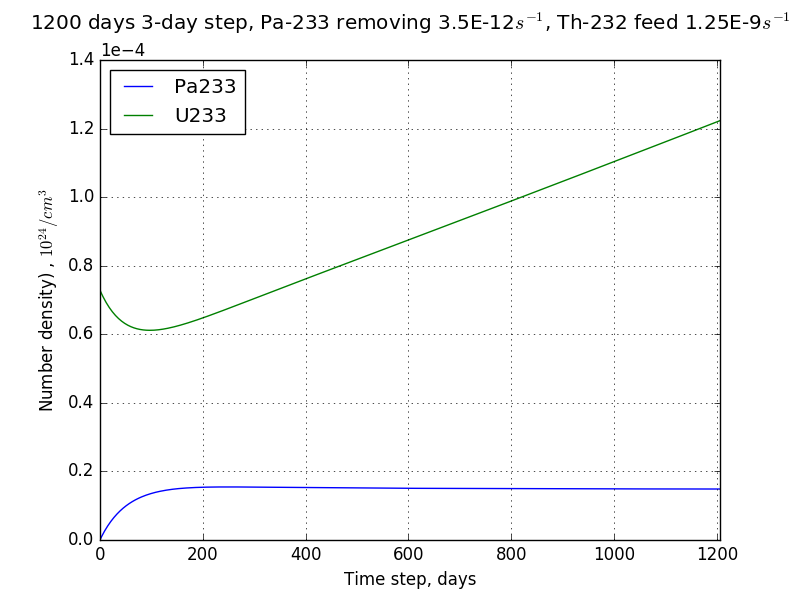 1200 days 3-day step, Pa-233 removing 3.5E-12s⁻¹, Th-232 feed 1.25E-9s⁻¹
1e−4
1.4
1.2
1.0
0.8
0.6
0.4
0.2
0.0
Number density) , 10²⁴/cm³
Pa233
U233
0 200 400 600 800 1000 1200
Time step, days